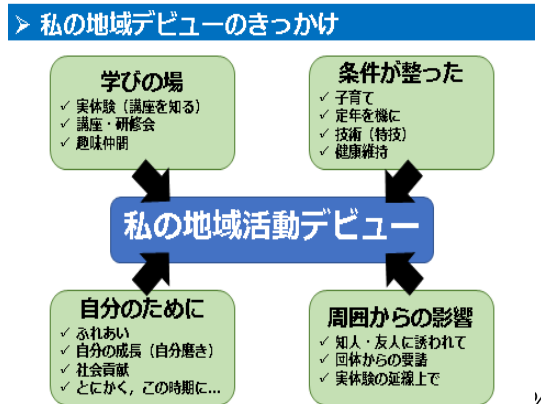 ➢ 私の地域デビューのきっかけ
学びの場
✓ 実体験（講座を知る）
✓ 講座・研修会
✓ 趣味仲間
条件が整った
✓ 子育て
✓ 定年を機に
✓ 技術（特技）
✓ 健康維持
私の地域活動デビュー
自分のために
✓ ふれあい
✓ 自分の成長（自分磨き）
✓ 社会貢献
✓ とにかく，この時期に…
周囲からの影響
✓ 知人・友人に誘われて
✓ 団体からの要請
✓ 実体験の延線上で